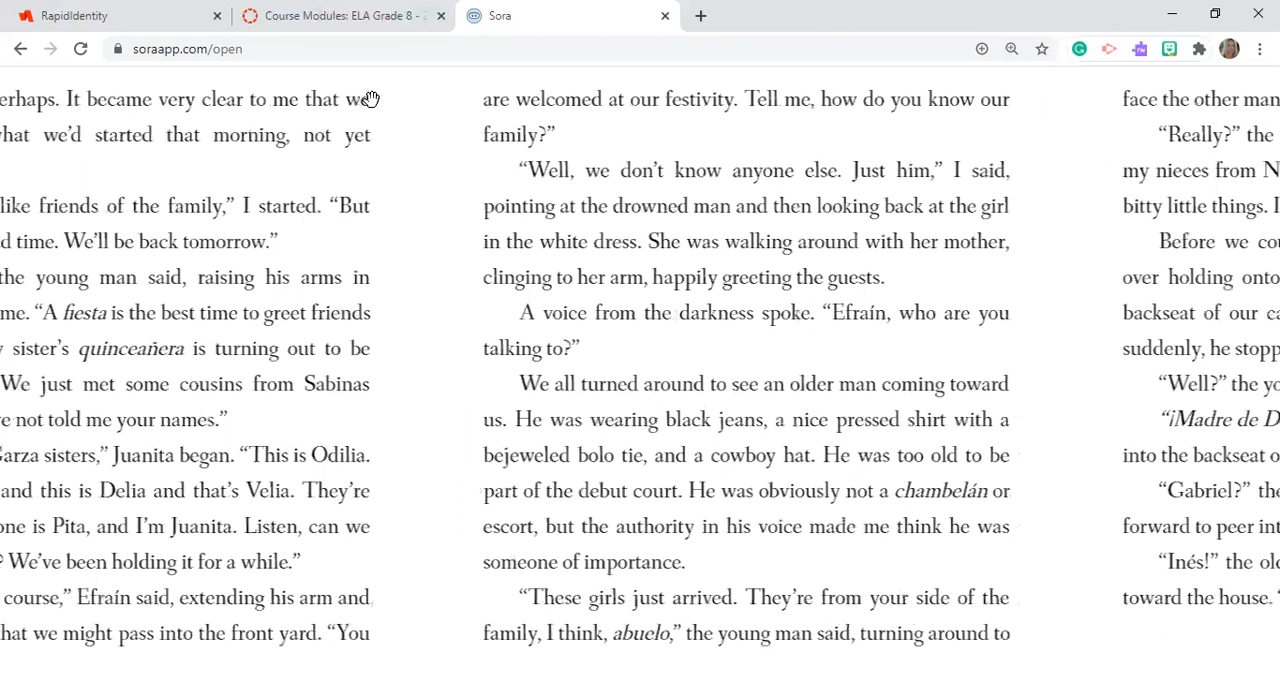 RapidIdentity
Course Modules: ELA Grade 8 -
Sora
soraapp.com/open
erhaps. It became very clear to me that we
what we’d started that morning, not yet
like friends of the family,” I started. “But
d time. We’ll be back tomorrow.”
the young man said, raising his arms in
me. “A fiesta is the best time to greet friends
y sister’s quinceañera is turning out to be
We just met some cousins from Sabinas
ve not told me your names.”
Garza sisters,” Juanita began. “This is Odilia.
and this is Delia and that’s Velia. They’re
one is Pita, and I’m Juanita. Listen, can we
? We’ve been holding it for a while.”
course,” Efraín said, extending his arm and
that we might pass into the front yard. “You
are welcomed at our festivity. Tell me, how do you know our
family?”
“Well, we don’t know anyone else. Just him,” I said,
pointing at the drowned man and then looking back at the girl
in the white dress. She was walking around with her mother,
clinging to her arm, happily greeting the guests.
A voice from the darkness spoke. “Efraín, who are you
talking to?”
We all turned around to see an older man coming toward
us. He was wearing black jeans, a nice pressed shirt with a
bejeweled bolo tie, and a cowboy hat. He was too old to be
part of the debut court. He was obviously not a chambelán or
escort, but the authority in his voice made me think he was
someone of importance.
“These girls just arrived. They’re from your side of the
family, I think, abuelo,” the young man said, turning around to
face the other man
“Really?” the
my nieces from N
bitty little things. I
Before we co
over holding onto
backseat of our ca
suddenly, he stopp
“Well?” the yo
“¡Madre de D
into the backseat o
“Gabriel?” the
forward to peer int
“Inés!” the old
toward the house. “